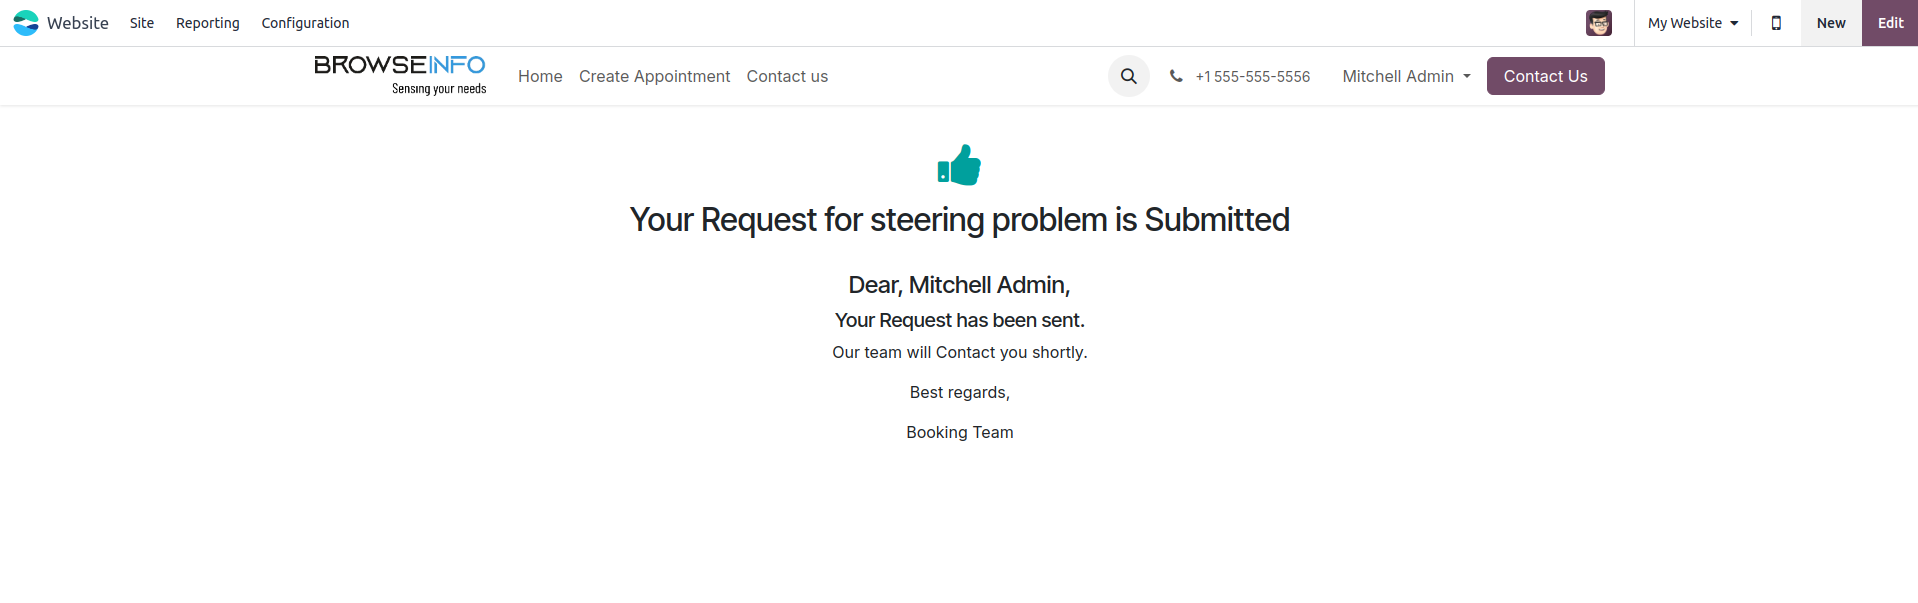 Website Site Reporting Configuration My Website New Edit
BROWSEINFO
Sensing your needs
Home Create Appointment Contact us +1 555-555-5556 Mitchell Admin Contact Us
Your Request for steering problem is Submitted
Dear, Mitchell Admin,
Your Request has been sent.
Our team will Contact you shortly.
Best regards,
Booking Team